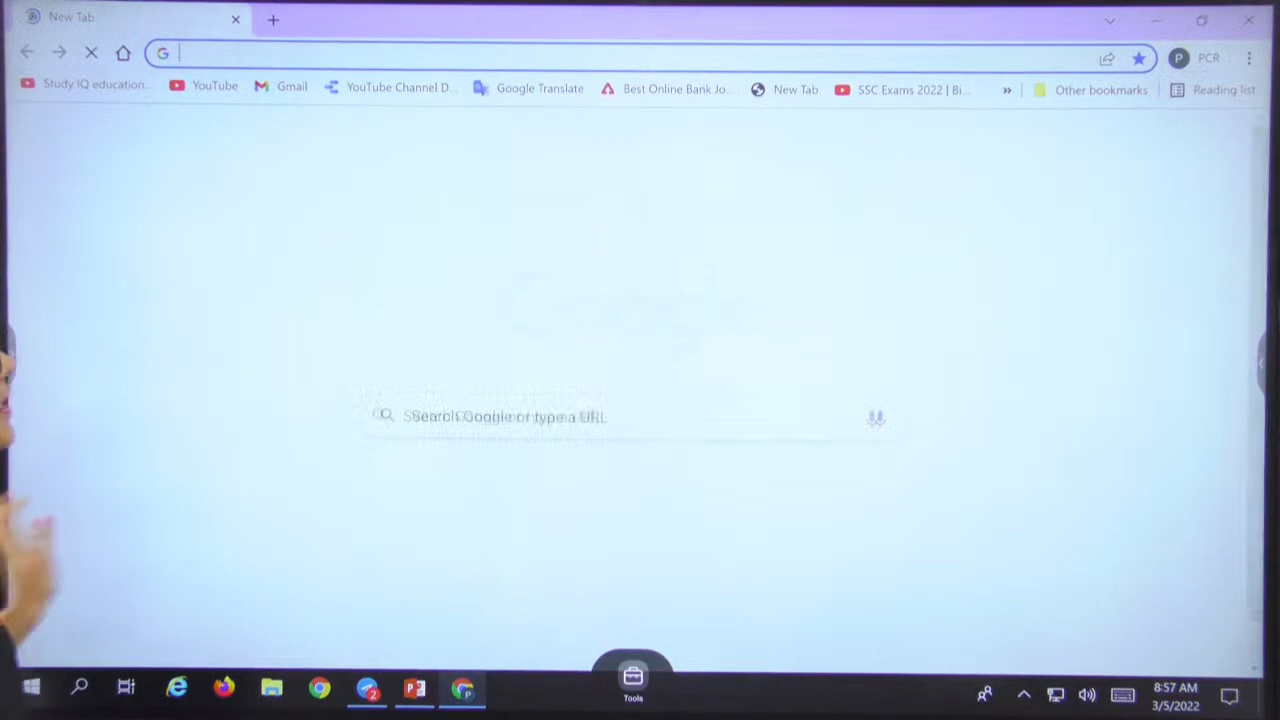 New Tab
PCR
Study IQ education...
YouTube
Gmail
YouTube Channel D...
Google Translate
Best Online Bank Jo...
New Tab
SSC Exams 2022 | Bi...
»
Other bookmarks
Reading list
Google
Search Google or type a URL
Tools
2
8:57 AM
3/5/2022